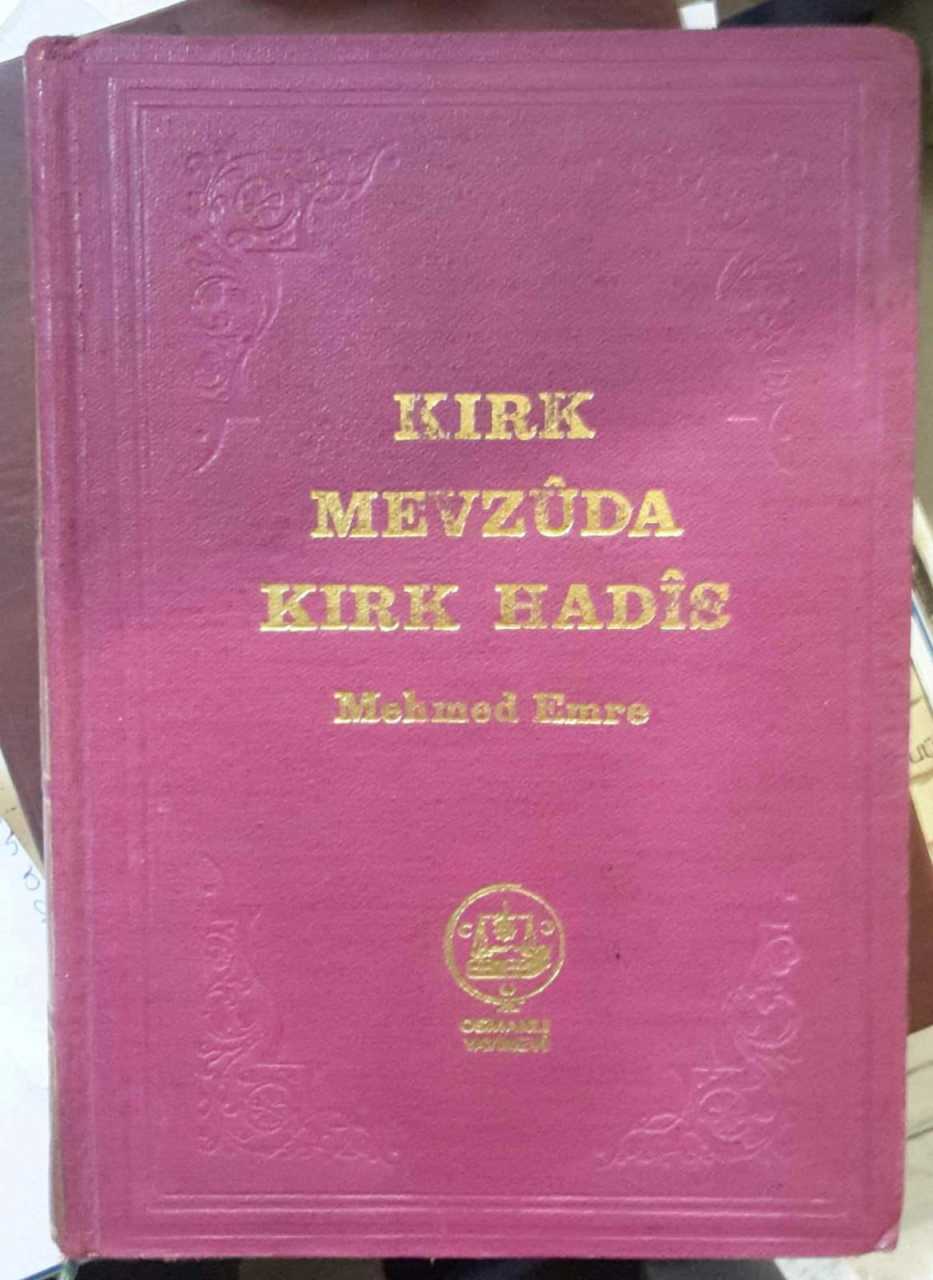 KIRK
MEVZÛDA
KIRK HADÎS
Mehmed Emre
OSMANLI
YAYINEVİ